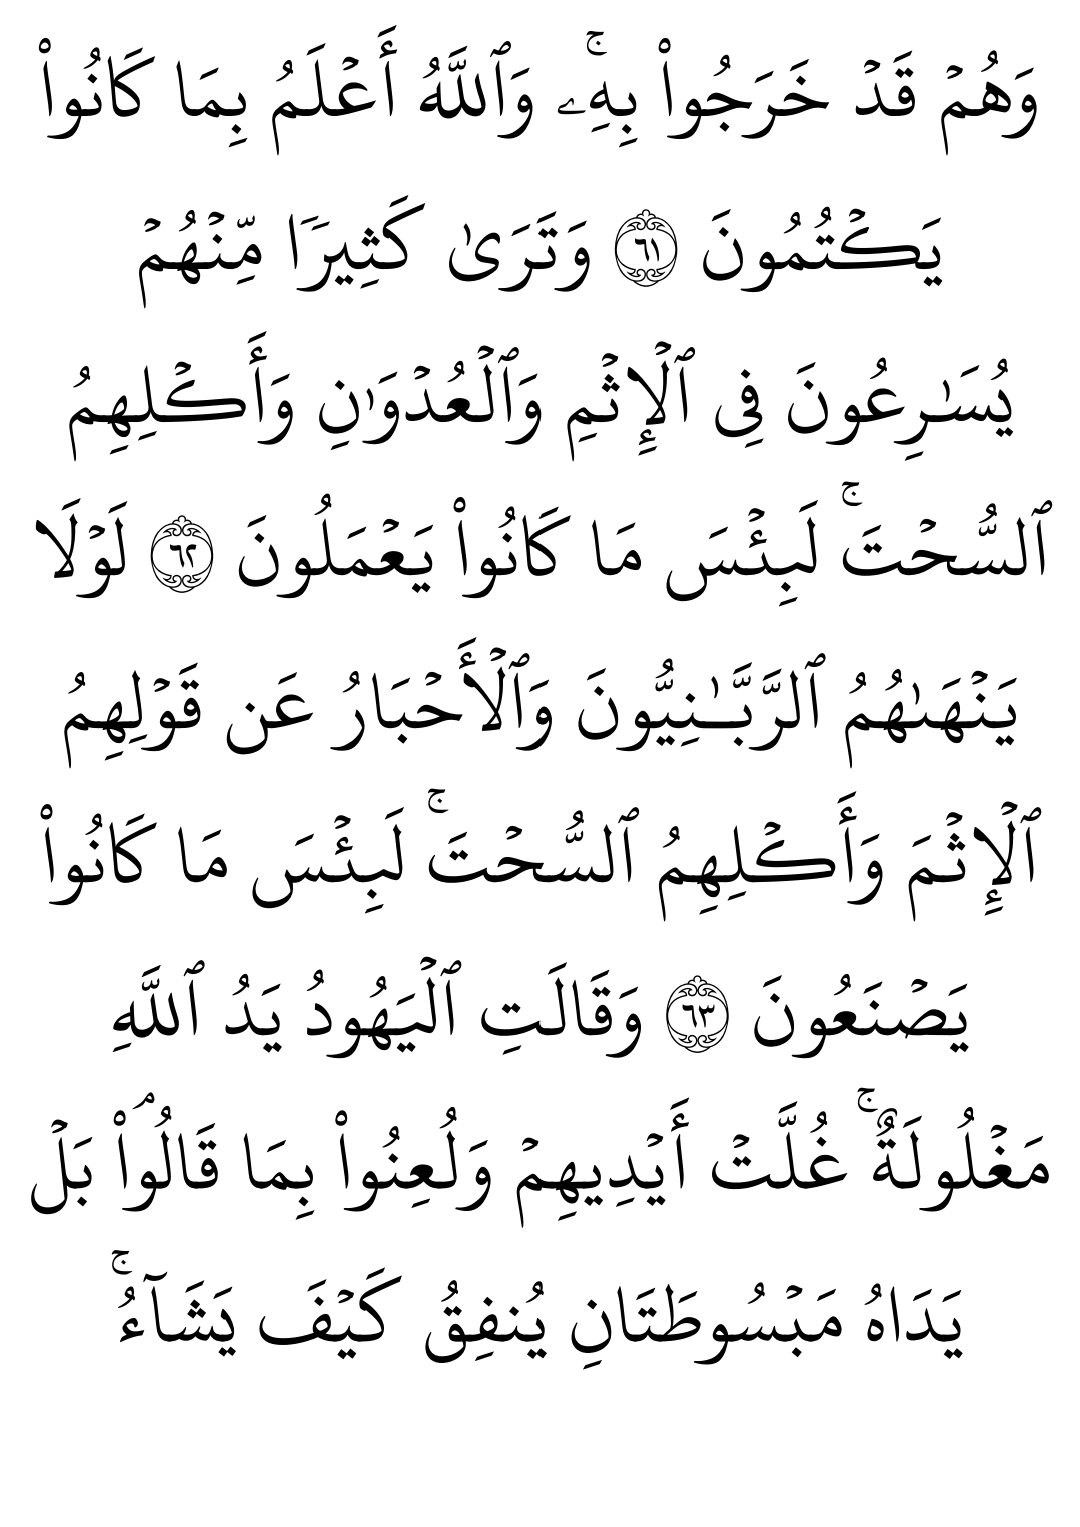 وَهُمۡ قَدۡ خَرَجُواْ بِهِۦۚ وَٱللَّهُ أَعۡلَمُ بِمَا كَانُواْ
يَكۡتُمُونَ ٦١ وَتَرَىٰ كَثِيرٗا مِّنۡهُمۡ
يُسَٰرِعُونَ فِي ٱلۡإِثۡمِ وَٱلۡعُدۡوَٰنِ وَأَكۡلِهِمُ
ٱلسُّحۡتَۚ لَبِئۡسَ مَا كَانُواْ يَعۡمَلُونَ ٦٢ لَوۡلَا
يَنۡهَىٰهُمُ ٱلرَّبَّـٰنِيُّونَ وَٱلۡأَحۡبَارُ عَن قَوۡلِهِمُ
ٱلۡإِثۡمَ وَأَكۡلِهِمُ ٱلسُّحۡتَۚ لَبِئۡسَ مَا كَانُواْ
يَصۡنَعُونَ ٦٣ وَقَالَتِ ٱلۡيَهُودُ يَدُ ٱللَّهِ
مَغۡلُولَةٌۚ غُلَّتۡ أَيۡدِيهِمۡ وَلُعِنُواْ بِمَا قَالُواْۘ بَلۡ
يَدَاهُ مَبۡسُوطَتَانِ يُنفِقُ كَيۡفَ يَشَآءُۚ